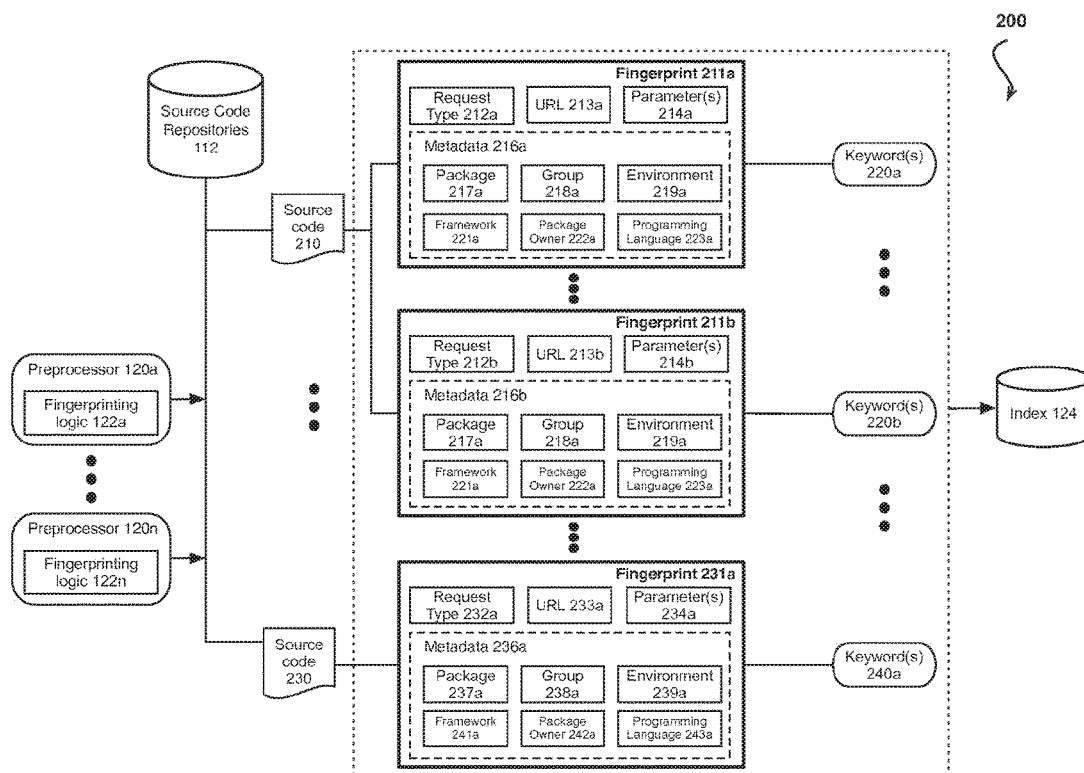 200
Source Code
Repositories
112
Source
code
210
Preprocessor 120a
Fingerprinting
logic 122a
Preprocessor 120n
Fingerprinting
logic 122n
Source
code
230
Fingerprint 211a
Request
Type 212a
URL 213a
Parameter(s)
214a
Metadata 216a
Package
217a
Group
218a
Environment
219a
Framework
221a
Package
Owner 222a
Programming
Language 223a
Keyword(s)
220a
Fingerprint 211b
Request
Type 212b
URL 213b
Parameter(s)
214b
Metadata 216b
Package
217a
Group
218a
Environment
219a
Framework
221a
Package
Owner 222a
Programming
Language 223a
Keyword(s)
220b
Index 124
Fingerprint 231a
Request
Type 232a
URL 233a
Parameter(s)
234a
Metadata 236a
Package
237a
Group
238a
Environment
239a
Framework
241a
Package
Owner 242a
Programming
Language 243a
Keyword(s)
240a